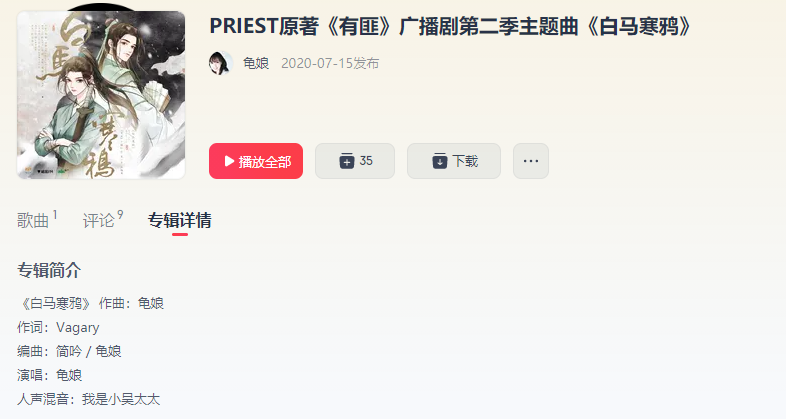 白馬
寒鴉
PRIEST原著《有匪》广播剧第二季主题曲《白马寒鸦》
龟娘 2020-07-15发布
播放全部 35 下载 ...
歌曲1 评论9 专辑详情
专辑简介
《白马寒鸦》 作曲：龟娘
作词：Vagary
编曲：简吟 / 龟娘
演唱：龟娘
人声混音：我是小吴太太